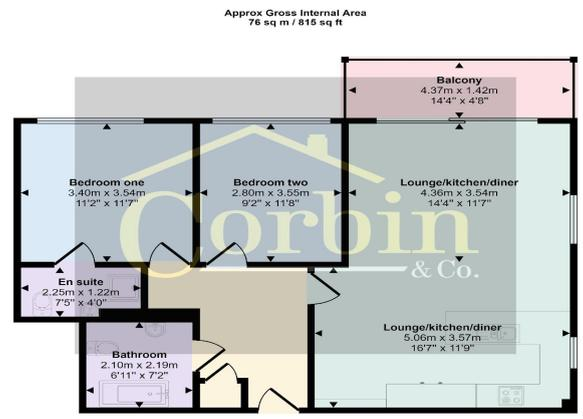 Approx Gross Internal Area
76 sq m / 815 sq ft
Balcony
4.37m x 1.42m
14'4" x 4'8"
Bedroom one
3.40m x 3.54m
11'2" x 11'7"
Bedroom two
2.80m x 3.55m
9'2" x 11'8"
Lounge/kitchen/diner
4.36m x 3.54m
14'4" x 11'7"
Corbin
& Co.
En suite
2.25m x 1.22m
7'5" x 4'0"
Lounge/kitchen/diner
5.06m x 3.57m
16'7" x 11'9"
Bathroom
2.10m x 2.19m
6'11" x 7'2"